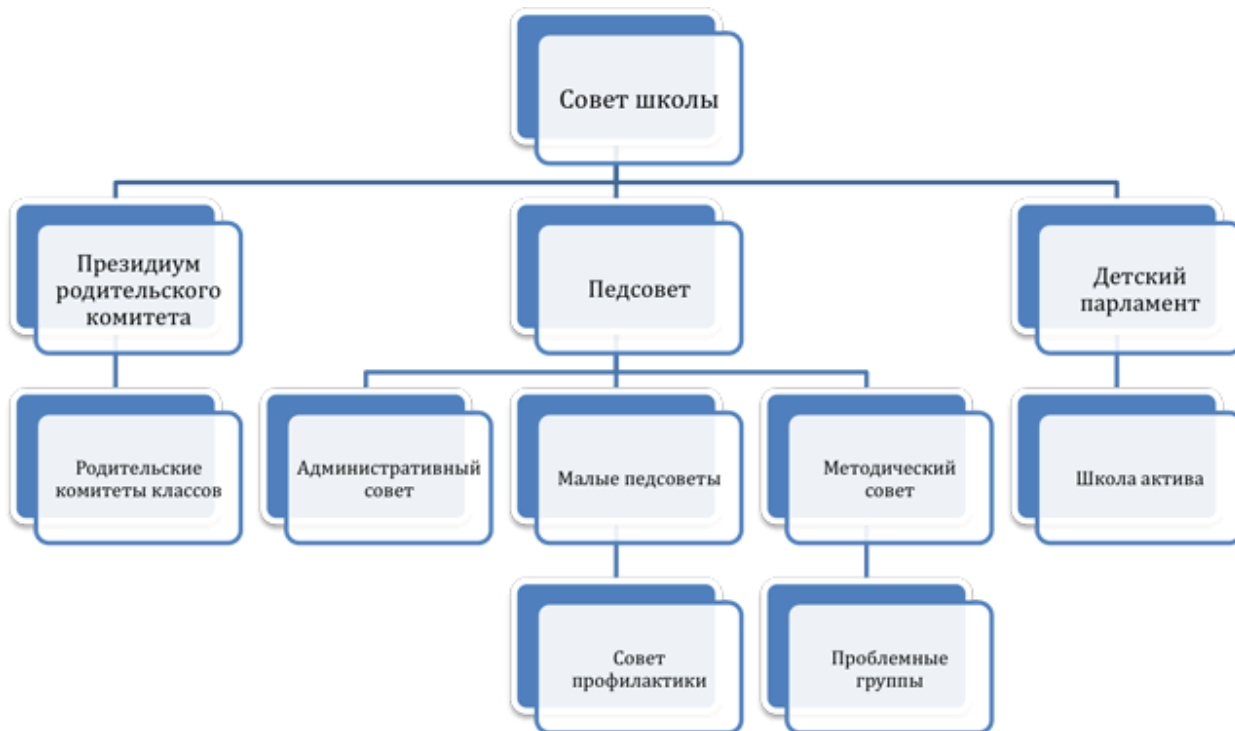 Совет школы
Президиум
родительского
комитета
Педсовет
Детский
парламент
Родительские
комитеты классов
Административный
совет
Малые педсоветы
Методический
совет
Школа актива
Совет
профилактики
Проблемные
группы